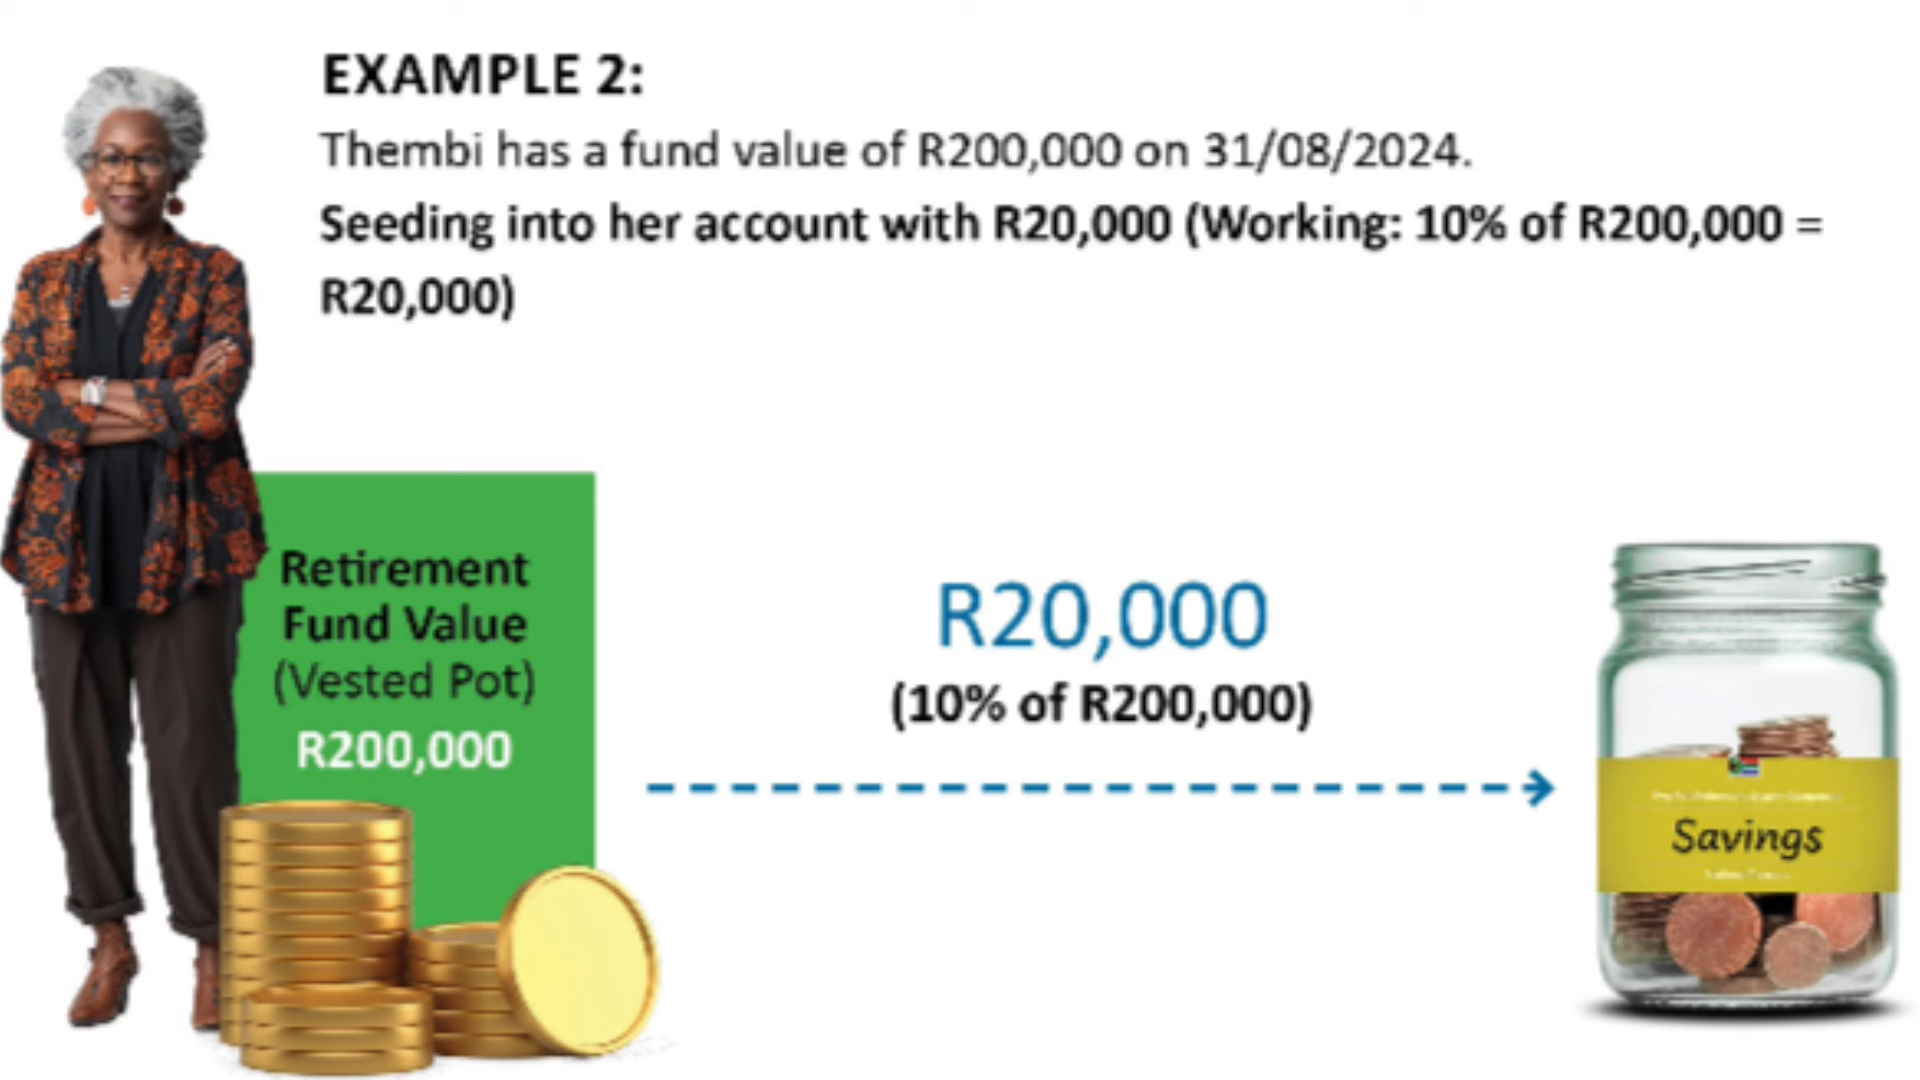 EXAMPLE 2:
Thembi has a fund value of R200,000 on 31/08/2024.
Seeding into her account with R20,000 (Working: 10% of R200,000 =
R20,000)
Retirement
Fund Value
(Vested Pot)
R200,000
R20,000
(10% of R200,000)
Savings